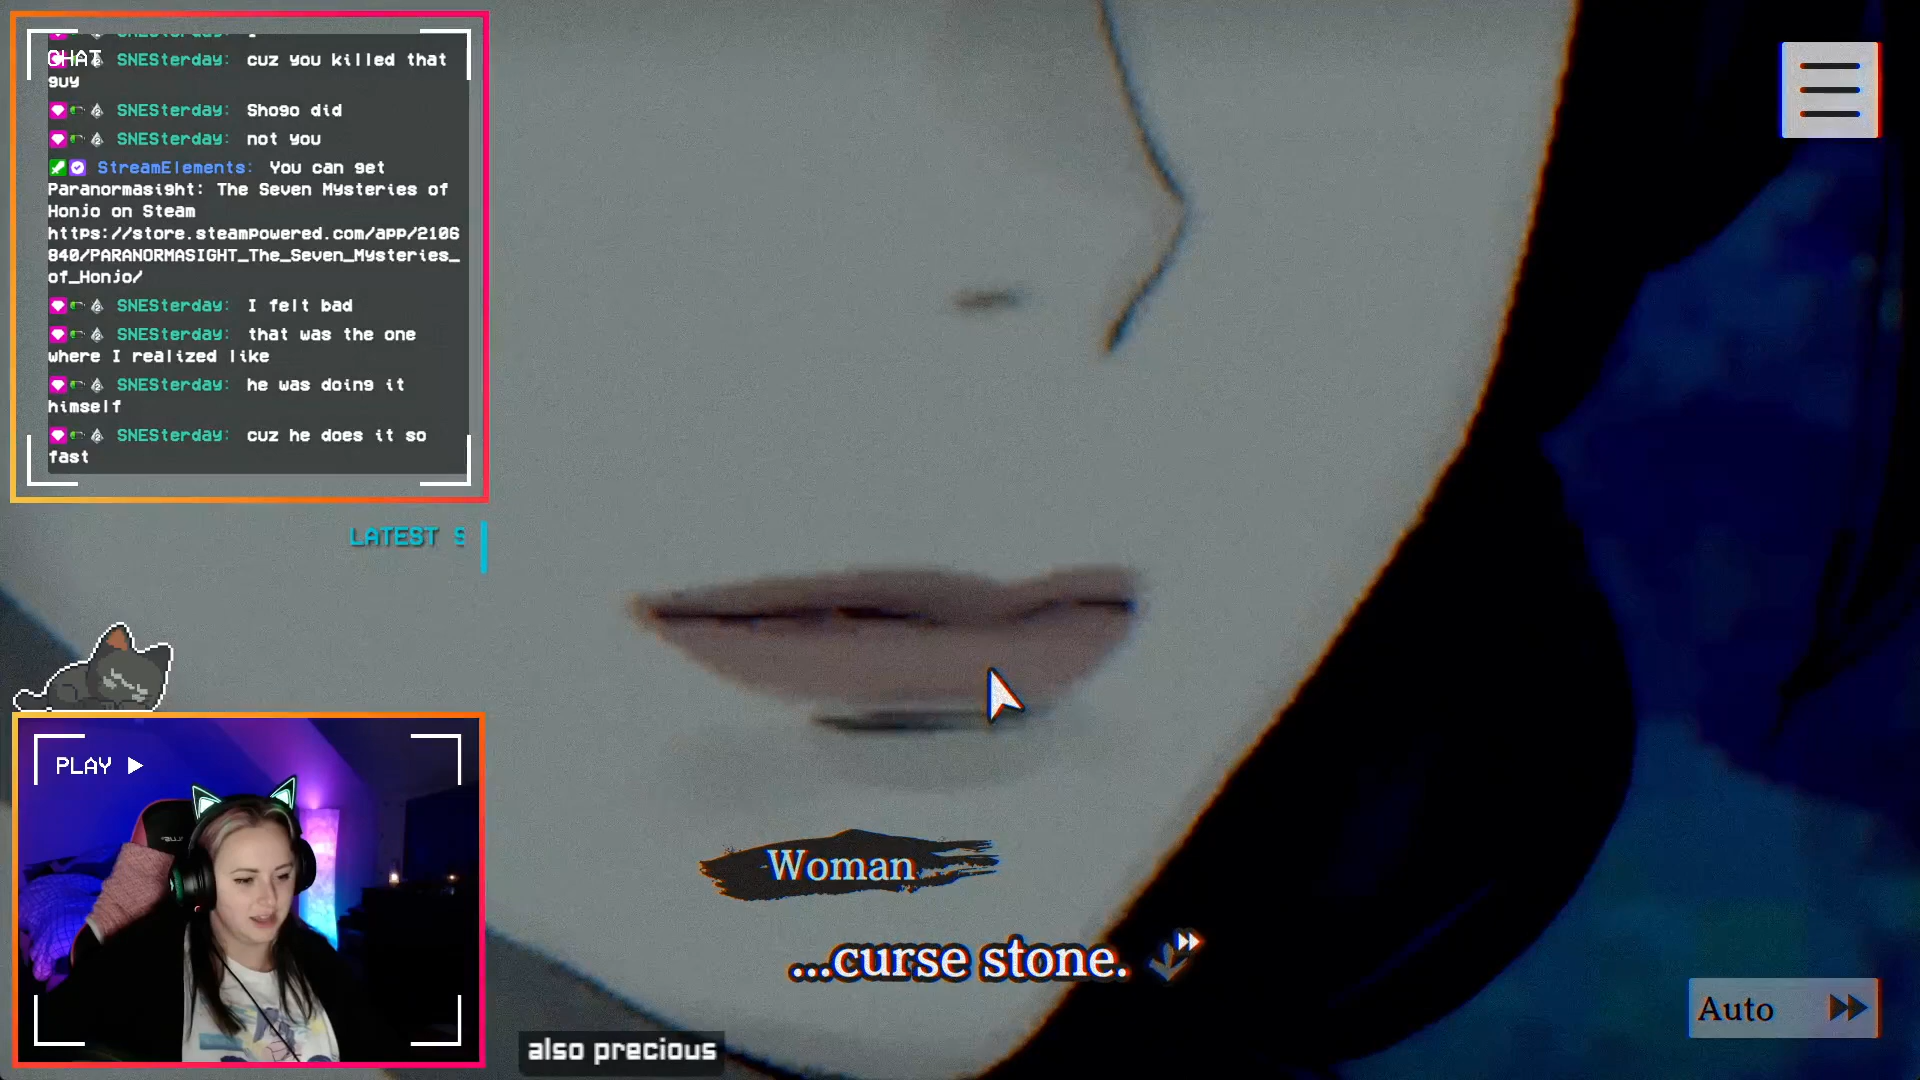 CHAT
SNESterday: cuz you killed that
guy
SNESterday: Shogo did
SNESterday: not you
StreamElements: You can get
Paranormasight: The Seven Mysteries of
Honjo on Steam
https://store.steampowered.com/app/2106
840/PARANORMASIGHT_The_Seven_Mysteries_
of_Honjo/
SNESterday: I felt bad
SNESterday: that was the one
where I realized like
SNESterday: he was doing it
himself
SNESterday: cuz he does it so
fast
LATEST S
PLAY
Woman
...curse stone.
Auto
also precious